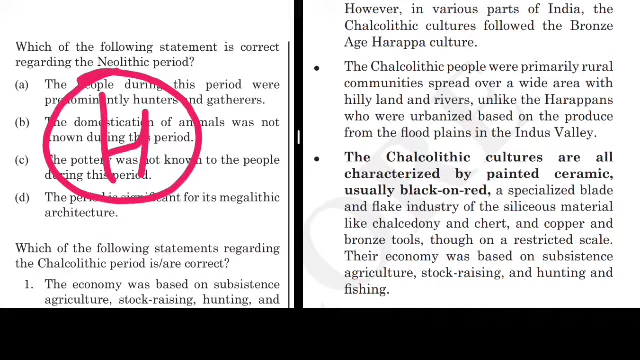 Which of the following statement is correct
regarding the Neolithic period?
(a) The people during this period were
predominently hunters and gatherers.
(b) The domestication of animals was not
known during this period.
(c) The pottery was not known to the people
during this period.
(d) The period is significant for its megalithic
architecture.
Which of the following statements regarding
the Chalcolithic period is/are correct?
1. The economy was based on subsistence
agriculture, stock-raising, hunting, and
However, in various parts of India, the
Chalcolithic cultures followed the Bronze
Age Harappa culture.
• The Chalcolithic people were primarily rural
communities spread over a wide area with
hilly land and rivers, unlike the Harappans
who were urbanized based on the produce
from the flood plains in the Indus Valley.
• The Chalcolithic cultures are all
characterized by painted ceramic,
usually black-on-red, a specialized blade
and flake industry of the siliceous material
like chalcedony and chert, and copper and
bronze tools, though on a restricted scale.
Their economy was based on subsistence
agriculture, stock-raising, and hunting and
fishing.